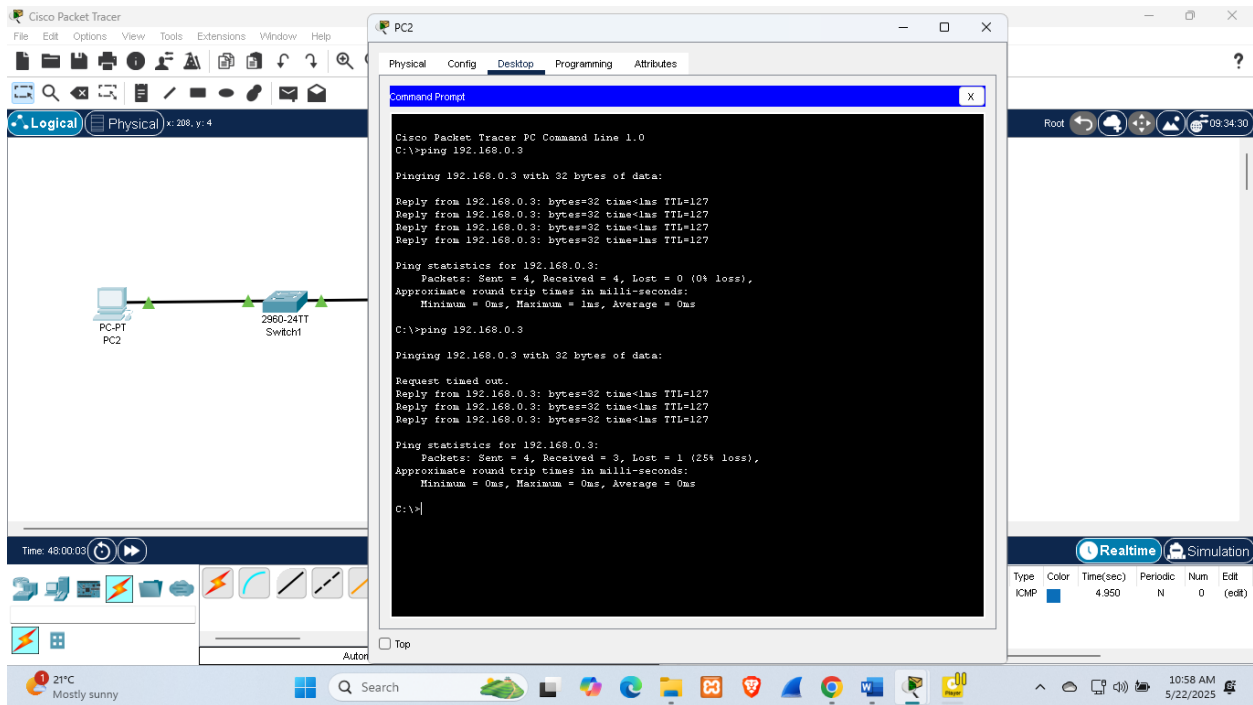 Cisco Packet Tracer
File Edit Options View Tools Extensions Window Help
Logical Physical x: 208, y: 4
PC-PT
PC2
2960-24TT
Switch1
PC2
Physical Config Desktop Programming Attributes
Command Prompt X
Cisco Packet Tracer PC Command Line 1.0
C:\>ping 192.168.0.3
Pinging 192.168.0.3 with 32 bytes of data:
Reply from 192.168.0.3: bytes=32 time<1ms TTL=127
Reply from 192.168.0.3: bytes=32 time<1ms TTL=127
Reply from 192.168.0.3: bytes=32 time<1ms TTL=127
Reply from 192.168.0.3: bytes=32 time=1ms TTL=127
Ping statistics for 192.168.0.3:
Packets: Sent = 4, Received = 4, Lost = 0 (0% loss),
Approximate round trip times in milli-seconds:
Minimum = 0ms, Maximum = 1ms, Average = 0ms
C:\>ping 192.168.0.3
Pinging 192.168.0.3 with 32 bytes of data:
Request timed out.
Reply from 192.168.0.3: bytes=32 time<1ms TTL=127
Reply from 192.168.0.3: bytes=32 time<1ms TTL=127
Reply from 192.168.0.3: bytes=32 time<1ms TTL=127
Ping statistics for 192.168.0.3:
Packets: Sent = 4, Received = 3, Lost = 1 (25% loss),
Approximate round trip times in milli-seconds:
Minimum = 0ms, Maximum = 0ms, Average = 0ms
C:\>
Top
?
Root 09:34:30
Time: 48:00:03
Realtime Simulation
Type Color Time(sec) Periodic Num Edit
ICMP 4.950 N 0 (edit)
Autom
1
21°C
Mostly sunny
Search
Player
10:58 AM
5/22/2025